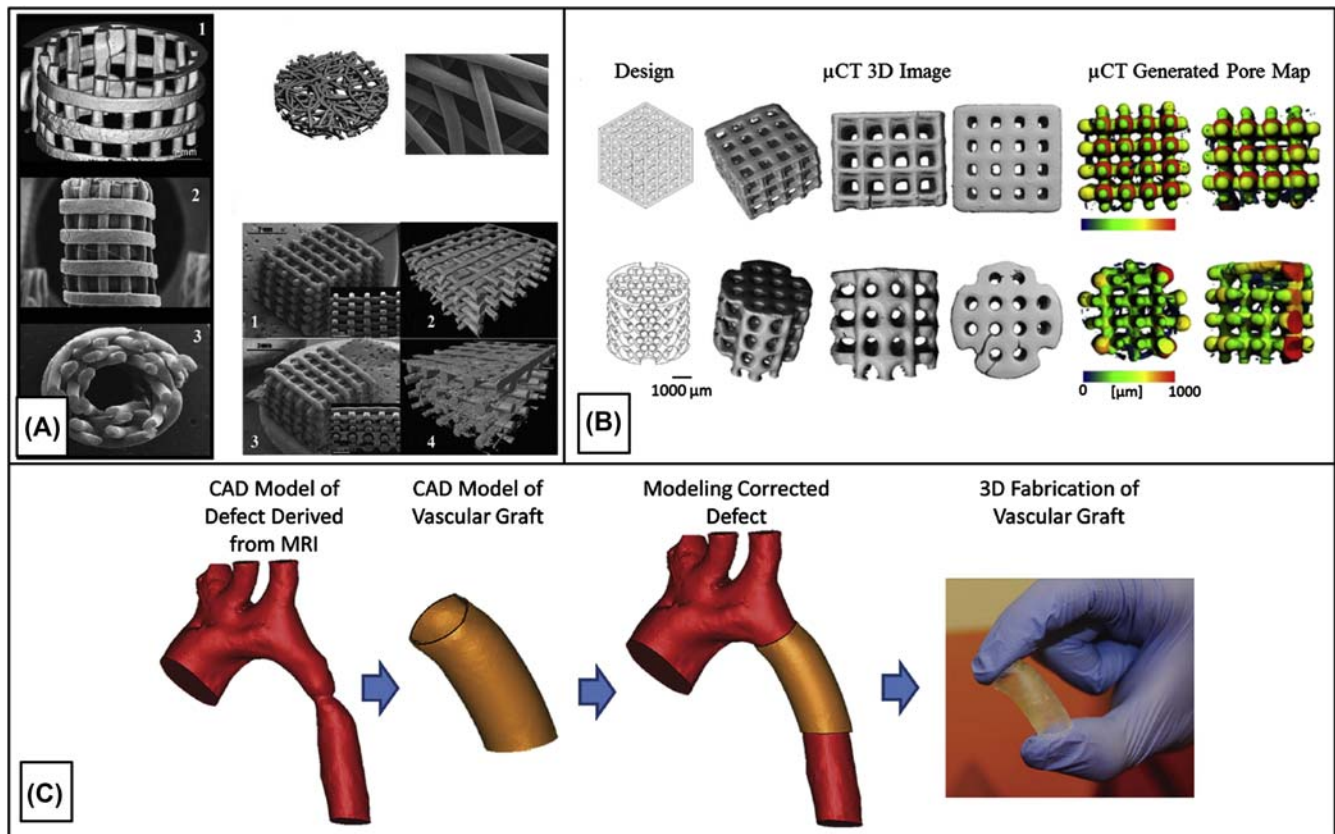 1
2
3
(A)
1
2
3
4
Design
µCT 3D Image
µCT Generated Pore Map
1000 µm
0
[µm]
1000
(B)
CAD Model of
Defect Derived
from MRI
CAD Model of
Vascular Graft
Modeling Corrected
Defect
3D Fabrication of
Vascular Graft
(C)